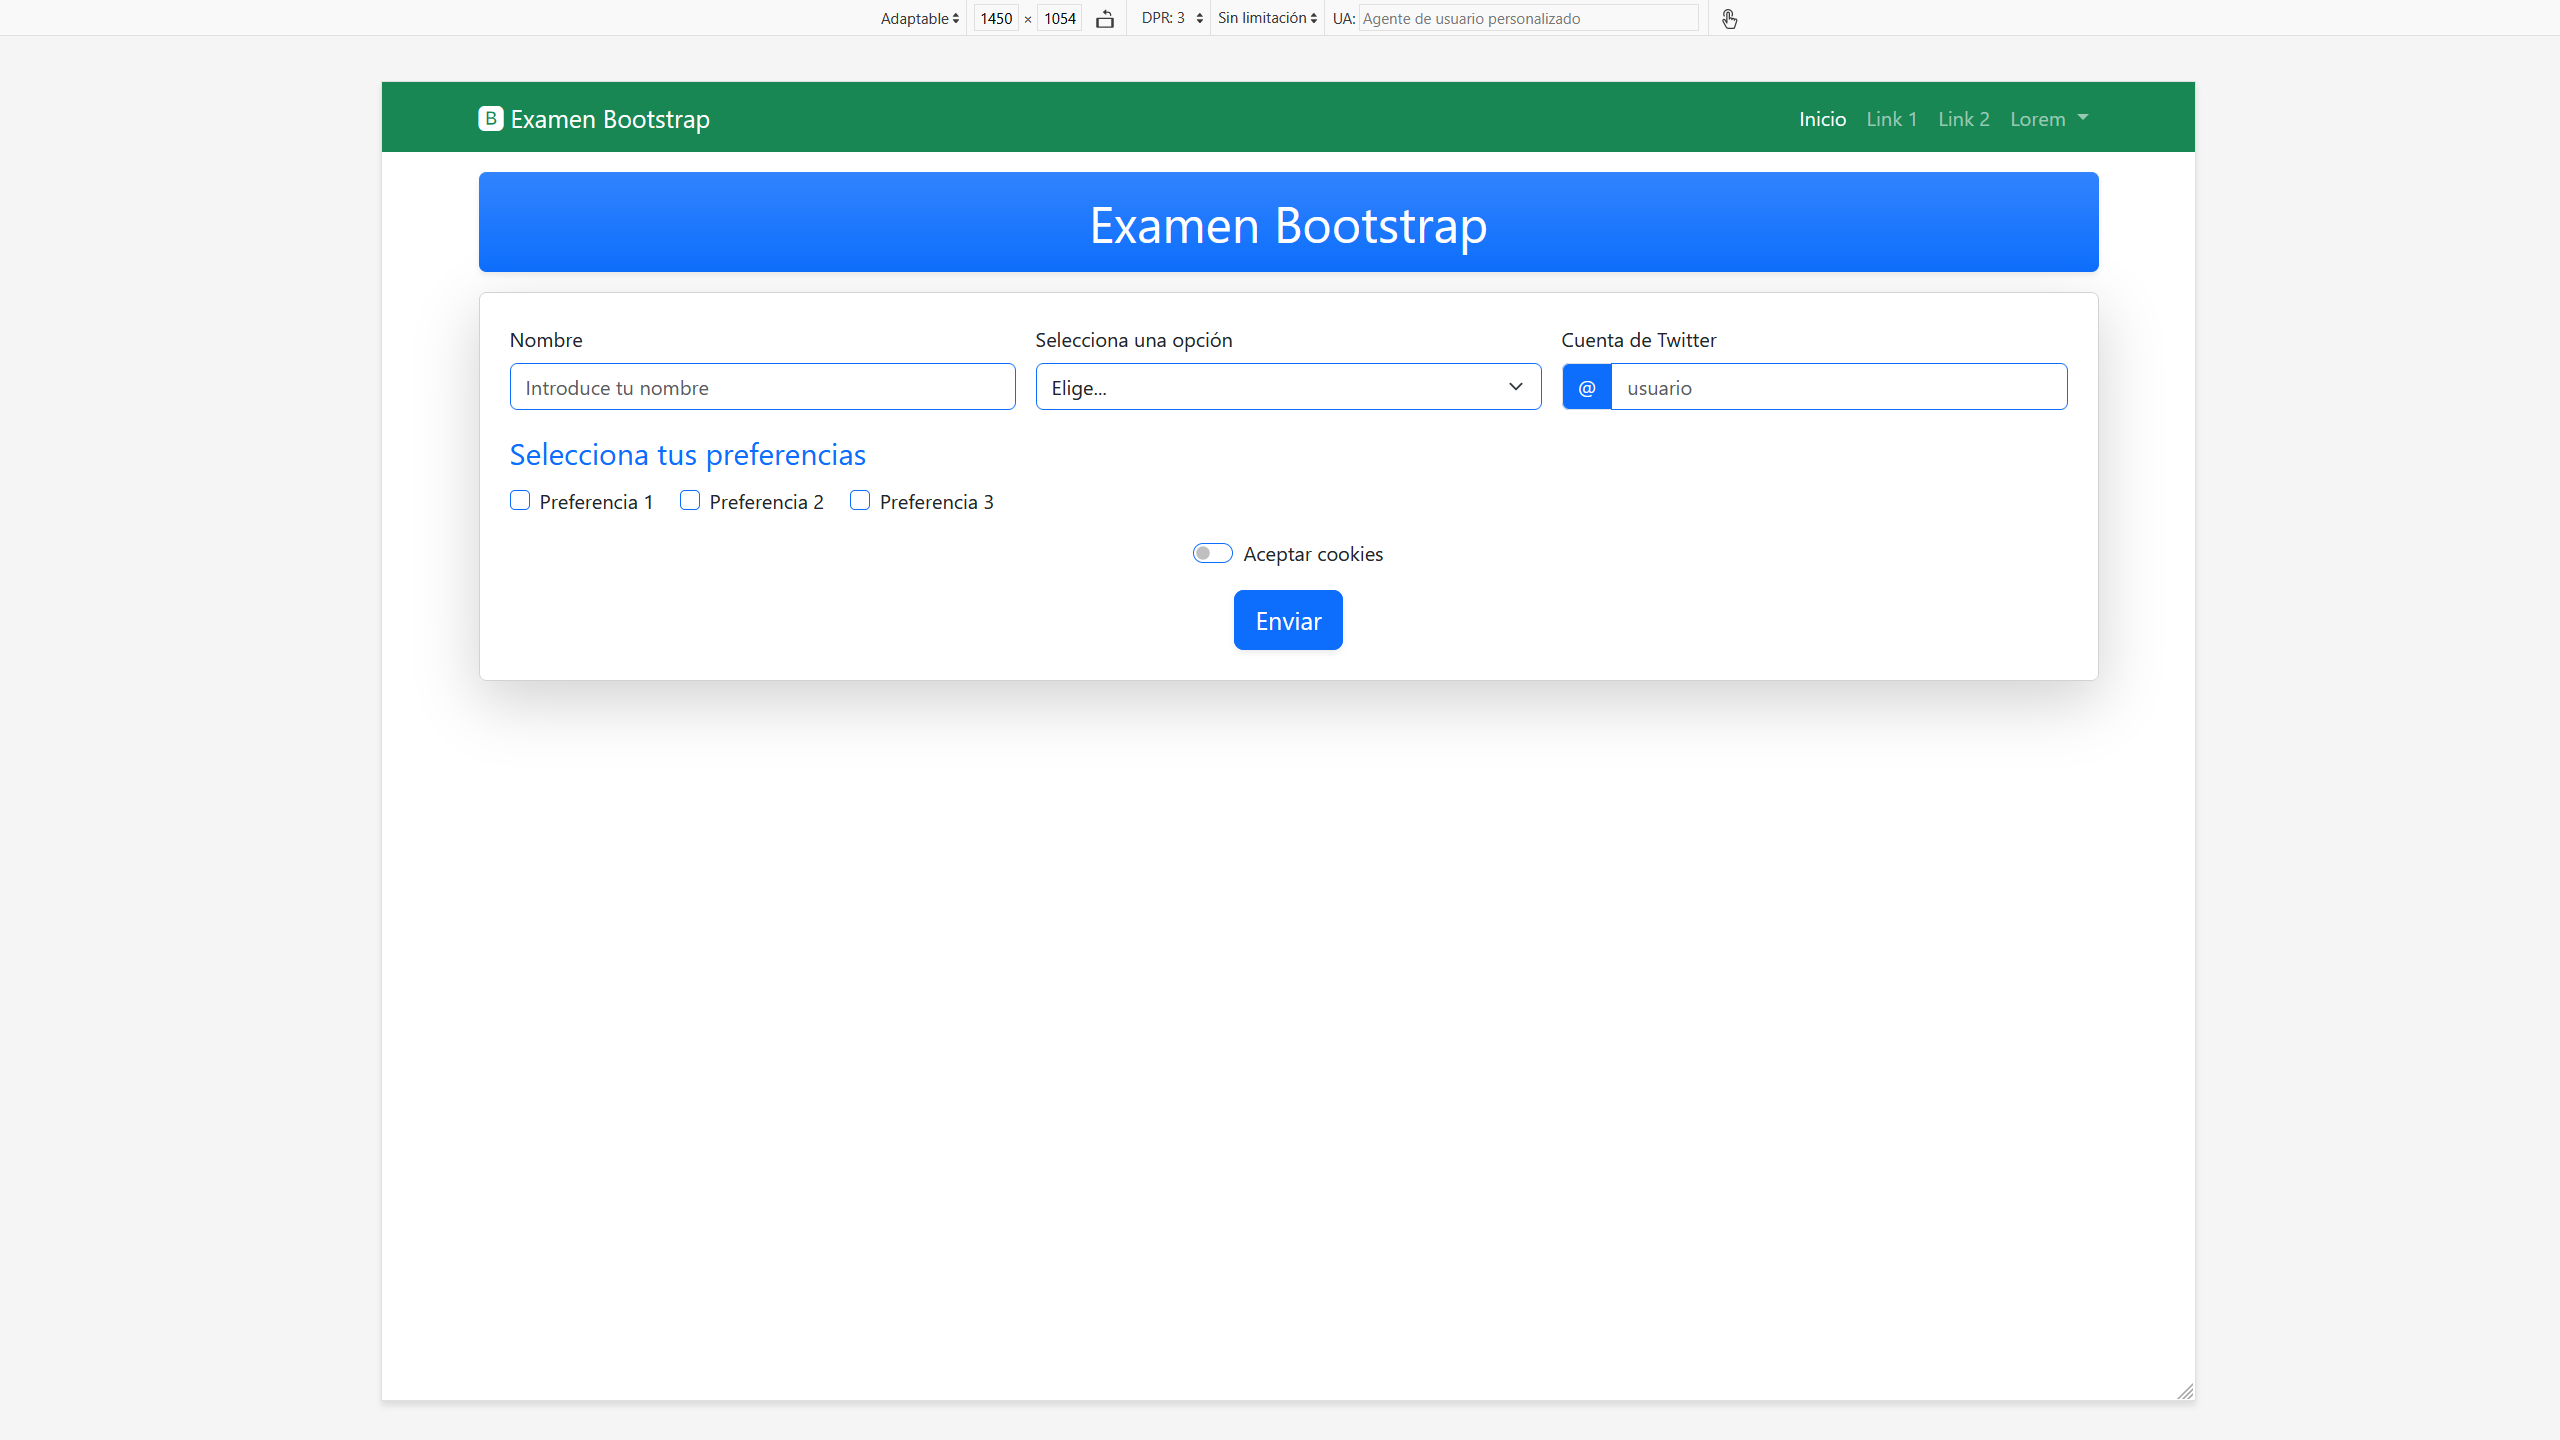 Adaptable 1450 × 1054 DPR: 3 Sin limitación UA: Agente de usuario personalizado
B Examen Bootstrap Inicio Link 1 Link 2 Lorem
Examen Bootstrap
Nombre Selecciona una opción Cuenta de Twitter
Introduce tu nombre Elige... @ usuario
Selecciona tus preferencias
Preferencia 1 Preferencia 2 Preferencia 3
Aceptar cookies
Enviar